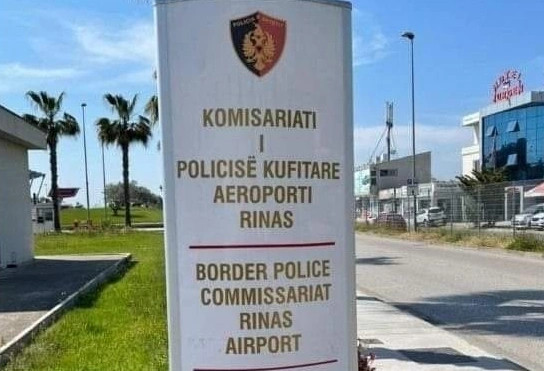 KOMISARIATI
I
POLICISË KUFITARE
AEROPORTI
RINAS
BORDER POLICE
COMMISSARIAT
RINAS
AIRPORT